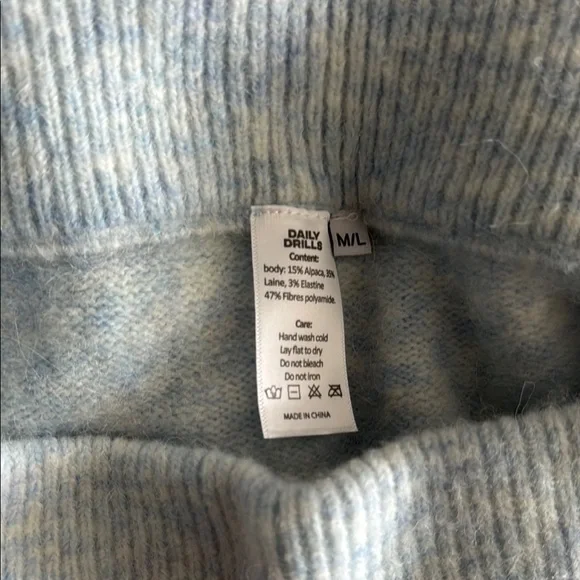 DAILY
DRILLS
M/L
Content:
body: 15% Alpaca, 35%
Laine, 3% Elastine
47% Fibres polyamide.
Care:
Hand wash cold
Lay flat to dry
Do not bleach
Do not iron
MADE IN CHINA